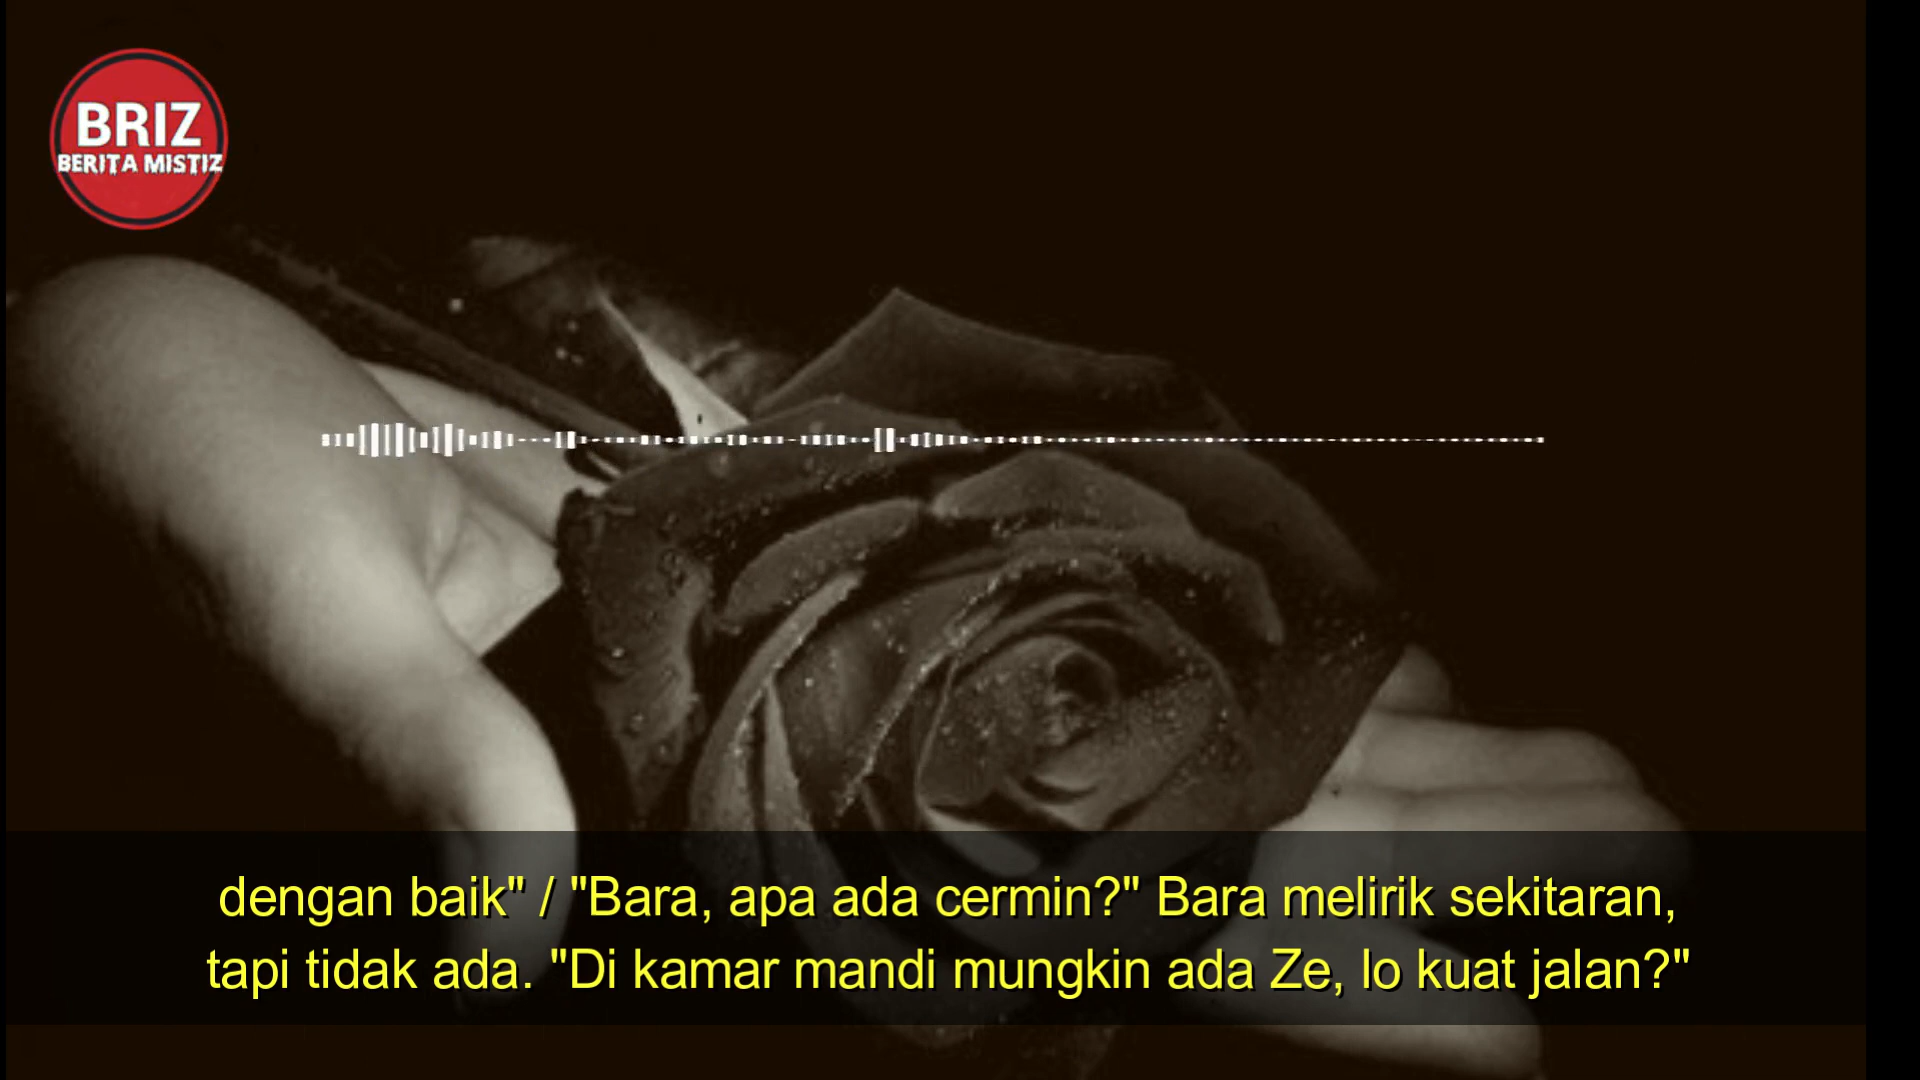 BRIZ
BERITA MISTIZ
dengan baik" / "Bara, apa ada cermin?" Bara melirik sekitaran,
tapi tidak ada. "Di kamar mandi mungkin ada Ze, lo kuat jalan?"